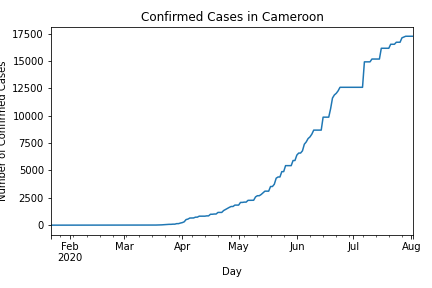 Confirmed Cases in Cameroon
Number of Confirmed Cases
17500
15000
12500
10000
7500
5000
2500
0
Feb
2020
Mar
Apr
May
Jun
Jul
Aug
Day